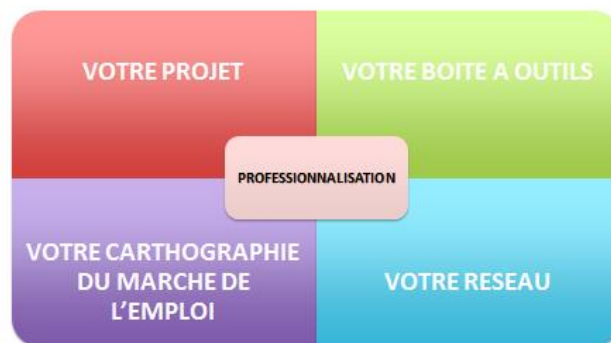 VOTRE PROJET
VOTRE BOITE A OUTILS
PROFESSIONNALISATION
VOTRE CARTHOGRAPHIE
DU MARCHE DE
L'EMPLOI
VOTRE RESEAU